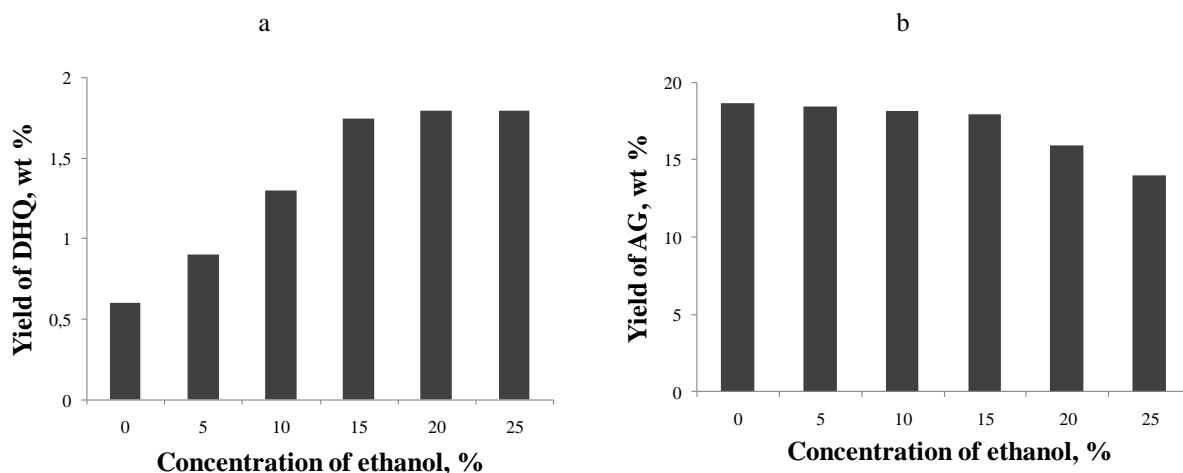 a
Yield of DHQ, wt %
2
1,5
1
0,5
0
0 5 10 15 20 25
Concentration of ethanol, %
b
Yield of AG, wt %
20
15
10
5
0
0 5 10 15 20 25
Concentration of ethanol, %